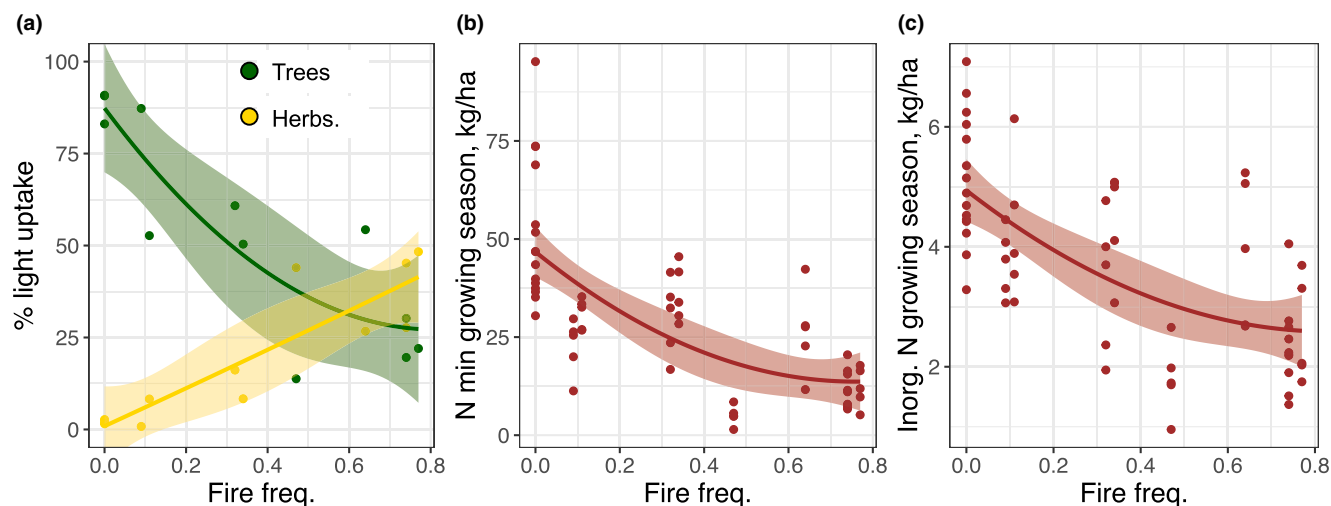 (a)
% light uptake
100
75
50
25
0
Trees
Herbs.
0.0 0.2 0.4 0.6 0.8
Fire freq.
(b)
N min growing season, kg/ha
75
50
25
0
0.0 0.2 0.4 0.6 0.8
Fire freq.
(c)
Inorg. N growing season, kg/ha
6
4
2
0.0 0.2 0.4 0.6 0.8
Fire freq.